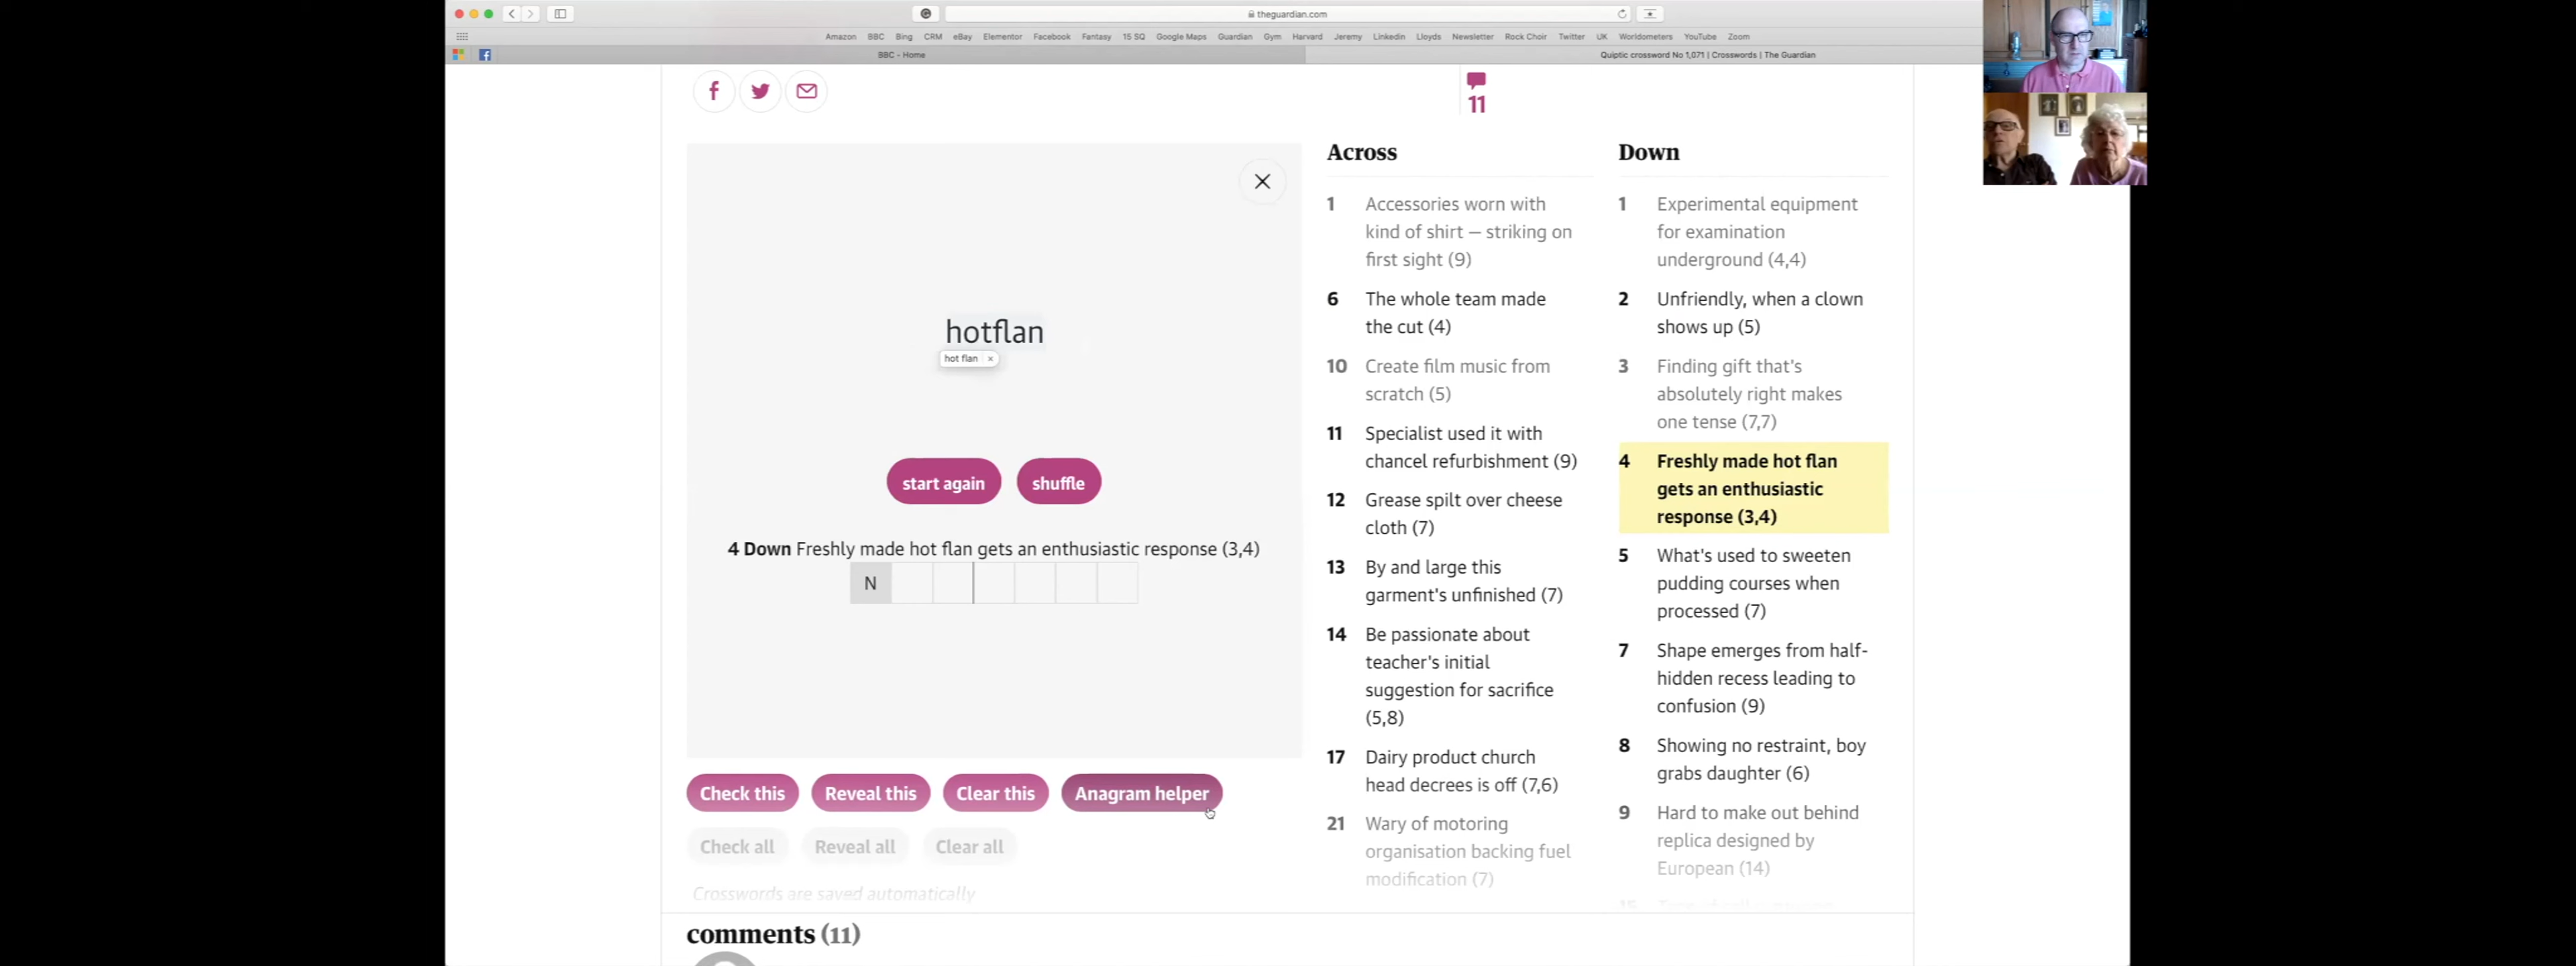 theguardian.com
Amazon BBC Bing CRM eBay Elementor Facebook Fantasy 15 SQ Google Maps Guardian Gym Harvard Jeremy Linkedin Lloyds Newsletter Rock Choir Twitter UK Worldometers YouTube Zoom
BBC - Home
Quiptic crossword No 1,071 | Crosswords | The Guardian
11
hotflan
hot flan
start again
shuffle
4 Down Freshly made hot flan gets an enthusiastic response (3,4)
N
Check this
Reveal this
Clear this
Anagram helper
Check all
Reveal all
Clear all
Crosswords are saved automatically
comments (11)
Across
1 Accessories worn with
kind of shirt — striking on
first sight (9)
6 The whole team made
the cut (4)
10 Create film music from
scratch (5)
11 Specialist used it with
chancel refurbishment (9)
12 Grease spilt over cheese
cloth (7)
13 By and large this
garment's unfinished (7)
14 Be passionate about
teacher's initial
suggestion for sacrifice
(5,8)
17 Dairy product church
head decrees is off (7,6)
21 Wary of motoring
organisation backing fuel
modification (7)
Down
1 Experimental equipment
for examination
underground (4,4)
2 Unfriendly, when a clown
shows up (5)
3 Finding gift that's
absolutely right makes
one tense (7,7)
4 Freshly made hot flan
gets an enthusiastic
response (3,4)
5 What's used to sweeten
pudding courses when
processed (7)
7 Shape emerges from half-
hidden recess leading to
confusion (9)
8 Showing no restraint, boy
grabs daughter (6)
9 Hard to make out behind
replica designed by
European (14)
15